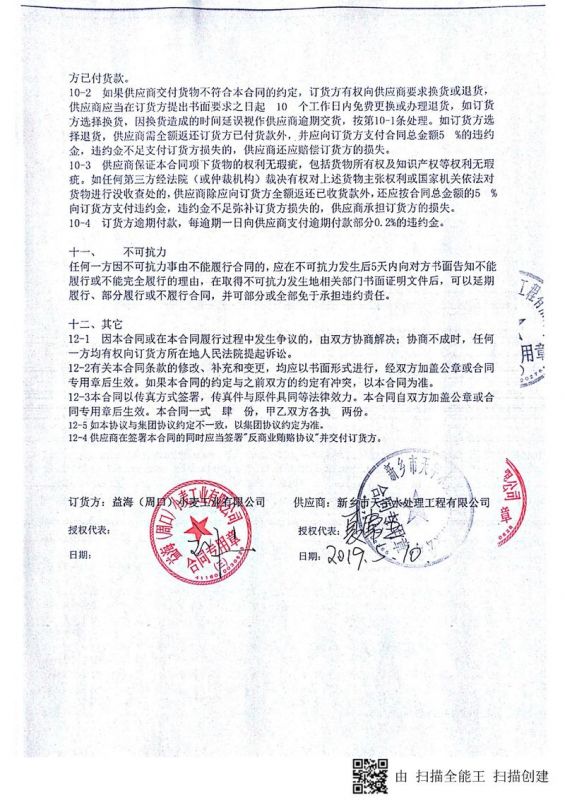 方已付货款。
10-2  如果供应商交付货物不符合本合同的约定，订货方有权向供应商要求换货或退货，
供应商应当在订货方提出书面要求之日起  10  个工作日内免费更换或办理退货，如订货
方选择换货，因换货造成的时间延误视作供应商逾期交货，按第10-1条处理。如订货方选
择退货，供应商需全额返还订货方已付货款外，并应向订货方支付合同总金额5  %的违约
金，违约金不足支付订货方损失的，供应商还应赔偿订货方的损失。
10-3  供应商保证本合同项下货物的权利无瑕疵，包括货物所有权及知识产权等权利无瑕
疵。如任何第三方经法院（或仲裁机构）裁决有权对上述货物主张权利或国家机关依法对
货物进行没收查处的，供应商除应向订货方全额返还已收货款外，还应按合同总金额的5  %
向订货方支付违约金，违约金不足弥补订货方损失的，供应商承担订货方的损失。
10-4  订货方逾期付款，每逾期一日向供应商支付逾期付款部分0.2%的违约金。
十一、  不可抗力
任何一方因不可抗力事由不能履行合同的，应在不可抗力发生后5天内向对方书面告知不能
履行或不能完全履行的理由，在取得不可抗力发生地相关部门书面证明文件后，可以延期
履行、部分履行或不履行合同，并可部分或全部免于承担违约责任。
十二、其它
12-1  因本合同或在本合同履行过程中发生争议的，由双方协商解决；协商不成时，任何
一方均有权向订货方所在地人民法院提起诉讼。
12-2有关本合同条款的修改、补充和变更，均应以书面形式进行，经双方加盖公章或合同
专用章后生效。如果本合同的约定与之前双方的约定有冲突，以本合同为准。
12-3本合同以传真方式签署，传真件与原件具同等法律效力。本合同自双方加盖公章或合
同专用章后生效。本合同一式  肆  份，甲乙双方各执  两份。
12-5 如本协议与集团协议约定不一致，以集团协议约定为准。
12-4 供应商在签署本合同的同时应当签署"反商业贿赂协议"并交付订货方。
订货方：益海（周口）小麦工业有限公司
供应商：新乡市天 水处理工程有限公司
授权代表：
授权代表：
日期：
日期：2019.5.10
益海（周口）小麦工业有限公司
合同专用章
新乡市天
合同专用章
工程有
用章
公司
章
由 扫描全能王 扫描创建